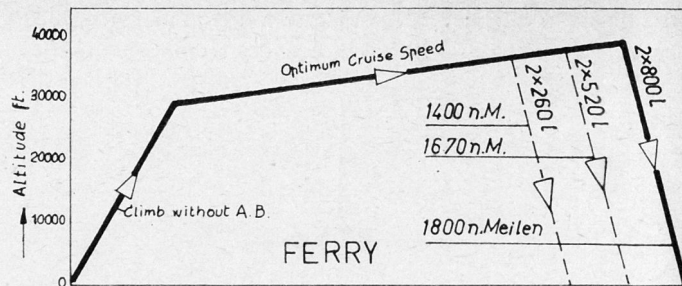 40000
30000
20000
10000
0
Altitude ft.
Optimum Cruise Speed
Climb without A.B.
2×260 l
2×520 l
2×800 l
1400 n.M.
1670 n.M.
1800 n.Meilen
FERRY